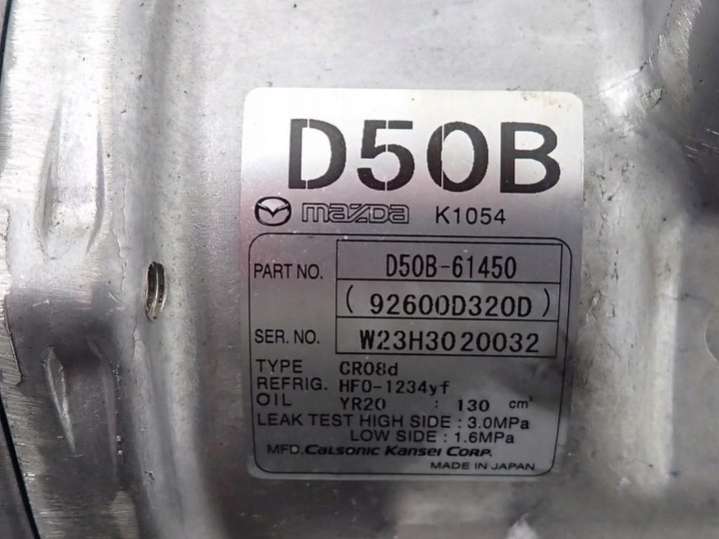 D50B
mazda K1054
PART NO. D50B-61450
(92600D320D)
SER. NO. W23H3020032
TYPE CR08d
REFRIG. HFO-1234yf
OIL YR20 : 130 cm³
LEAK TEST HIGH SIDE : 3.0MPa
LOW SIDE : 1.6MPa
MFD. CALSONIC KANSEI CORP.
MADE IN JAPAN